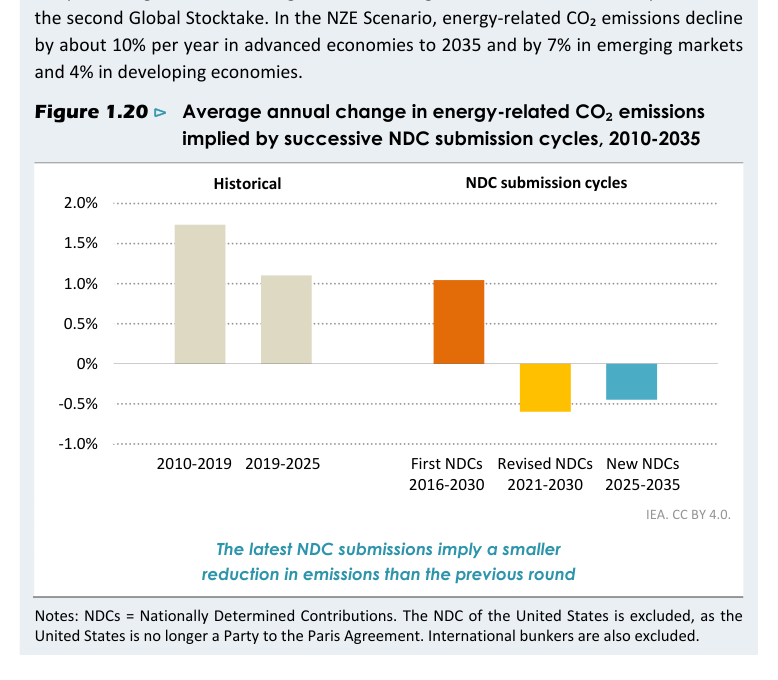 the second Global Stocktake. In the NZE Scenario, energy-related CO₂ emissions decline
by about 10% per year in advanced economies to 2035 and by 7% in emerging markets
and 4% in developing economies.
Figure 1.20 ▻ Average annual change in energy-related CO₂ emissions
implied by successive NDC submission cycles, 2010-2035
Historical NDC submission cycles
2.0%
1.5%
1.0%
0.5%
0%
-0.5%
-1.0%
2010-2019 2019-2025 First NDCs Revised NDCs New NDCs
2016-2030 2021-2030 2025-2035
IEA. CC BY 4.0.
The latest NDC submissions imply a smaller
reduction in emissions than the previous round
Notes: NDCs = Nationally Determined Contributions. The NDC of the United States is excluded, as the
United States is no longer a Party to the Paris Agreement. International bunkers are also excluded.